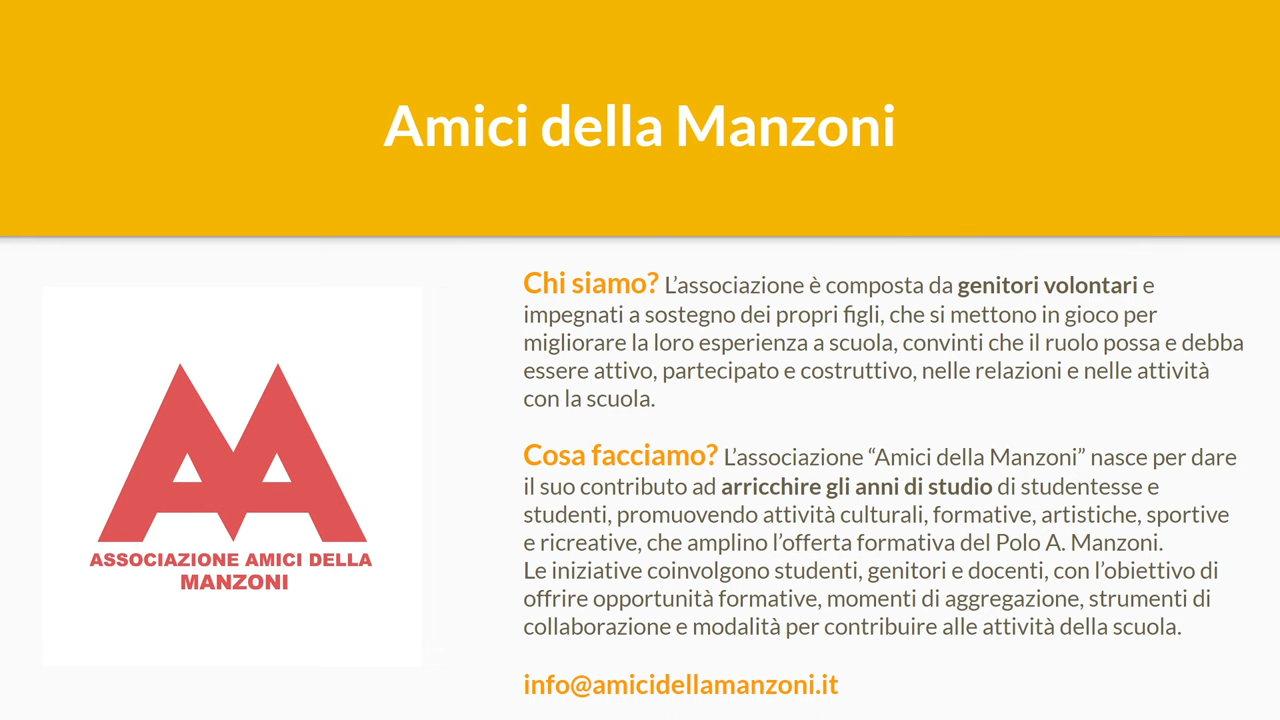 Amici della Manzoni
ASSOCIAZIONE AMICI DELLA
MANZONI
Chi siamo? L’associazione è composta da genitori volontari e
impegnati a sostegno dei propri figli, che si mettono in gioco per
migliorare la loro esperienza a scuola, convinti che il ruolo possa e debba
essere attivo, partecipato e costruttivo, nelle relazioni e nelle attività
con la scuola.
Cosa facciamo? L’associazione “Amici della Manzoni” nasce per dare
il suo contributo ad arricchire gli anni di studio di studentesse e
studenti, promuovendo attività culturali, formative, artistiche, sportive
e ricreative, che amplino l’offerta formativa del Polo A. Manzoni.
Le iniziative coinvolgono studenti, genitori e docenti, con l’obiettivo di
offrire opportunità formative, momenti di aggregazione, strumenti di
collaborazione e modalità per contribuire alle attività della scuola.
info@amicidellamanzoni.it